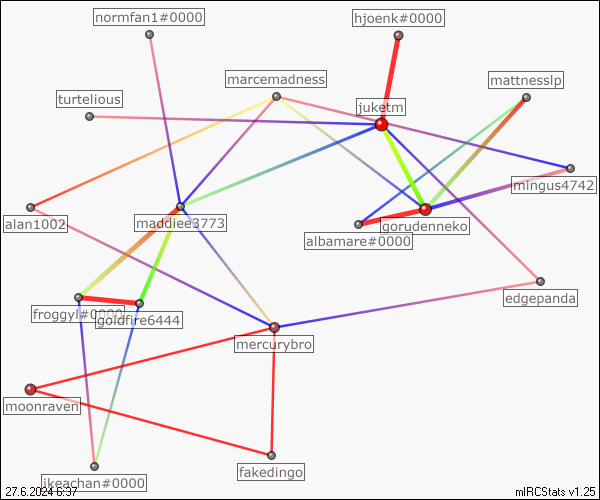 normfan1#0000
hjoenk#0000
marcemadness
mattnesslp
turtelious
juketm
mingus4742
alan1002
maddiee3773
gorudenneko
albamare#0000
edgepanda
froggyl#0000
goldfire6444
mercurybro
moonraven
fakedingo
ikeachan#0000
27.6.2024 6:37
mIRCStats v1.25